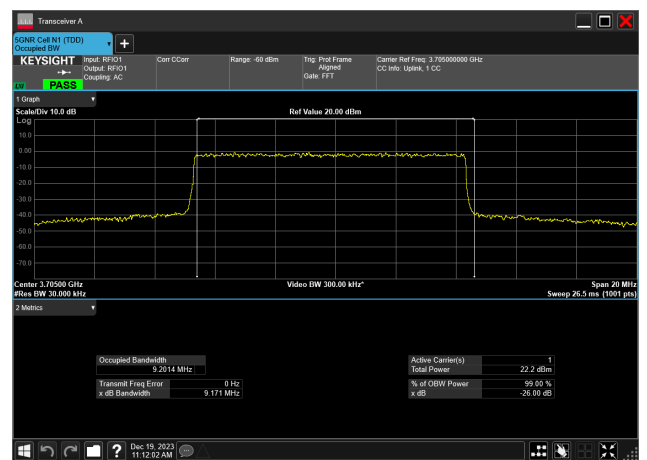 Transceiver A
5GNR Cell N1 (TDD)
Occupied BW
KEYSIGHT
Input: RFIO1
Output: RFIO1
Coupling: AC
Corr CCorr
Range: -60 dBm
Trig: Prot Frame
Aligned
Gate: FFT
Carrier Ref Freq: 3.705000000 GHz
CC Info: Uplink, 1 CC
LV
PASS
1 Graph
Scale/Div 10.0 dB
Ref Value 20.00 dBm
Log
10.0
0.00
-10.0
-20.0
-30.0
-40.0
-50.0
-60.0
-70.0
Center 3.70500 GHz
Video BW 300.00 kHz*
Span 20 MHz
#Res BW 30.000 kHz
Sweep 26.5 ms (1001 pts)
2 Metrics
Occupied Bandwidth
9.2014 MHz
Active Carrier(s) 1
Total Power 22.2 dBm
Transmit Freq Error 0 Hz
x dB Bandwidth 9.171 MHz
% of OBW Power 99.00 %
x dB -26.00 dB
?
Dec 19, 2023
11:12:02 AM